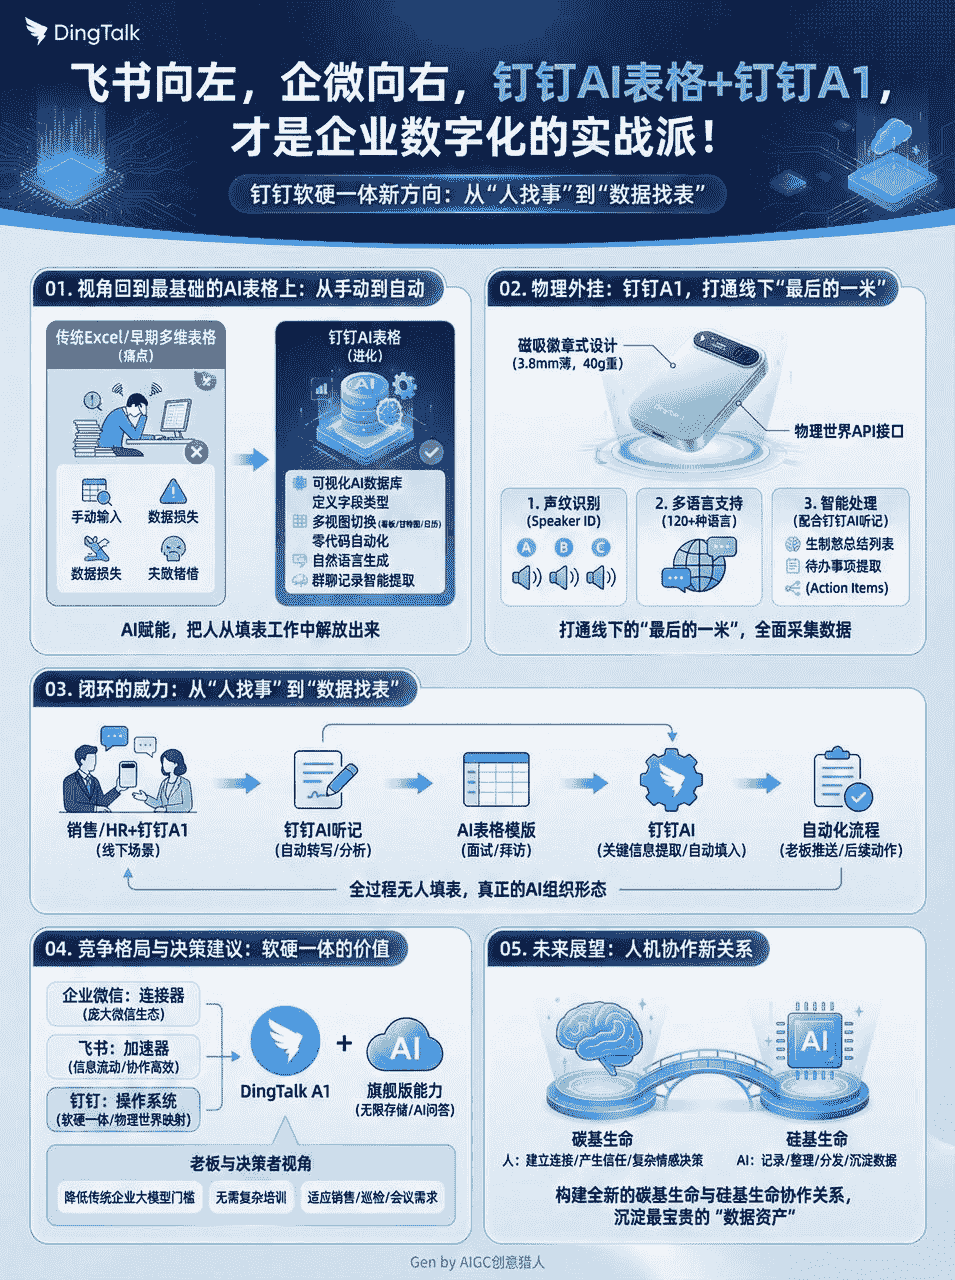 DingTalk
飞书向左，企微向右，钉钉AI表格+钉钉A1，
才是企业数字化的实战派！
钉钉软硬一体新方向：从“人找事”到“数据找表”
01. 视角回到最基础的AI表格上：从手动到自动
传统Excel/早期多维表格
（痛点）
手动输入
数据损失
数据损失
钉钉AI表格
（进化）
AI
可视化AI数据库
定义字段类型
多视图切换（看板/甘特图/日历）
零代码自动化
自然语言生成
群聊记录智能提取
AI赋能，把人从填表工作中解放出来
02. 物理外挂：钉钉A1，打通线下“最后的一米”
磁吸徽章式设计
（3.8mm薄，40g重）
DingTalk
物理世界API接口
1. 声纹识别
(Speaker ID)
A B C
2. 多语言支持
(120+种语言)
3. 智能处理
(配合钉钉AI听记)
生制愁总结列表
待办事项提取
(Action Items)
打通线下的“最后的一米”，全面采集数据
03. 闭环的威力：从“人找事” 到“数据找表”
销售/HR+钉钉A1
(线下场景)
钉钉AI听记
(自动转写/分析)
AI表格模版
(面试/拜访)
钉钉AI
(关键信息提取/自动填入)
自动化流程
(老板推送/后续动作)
全过程无人填表，真正的AI组织形态
04. 竞争格局与决策建议：软硬一体的价值
企业微信：连接器
(庞大微信生态)
飞书：加速器
(信息流动/协作高效)
钉钉：操作系统
(软硬一体/物理世界映射)
DingTalk A1
+
AI
旗舰版能力
(无限存储/AI问答)
老板与决策者视角
降低传统企业大模型门槛
无需复杂培训
适应销售/巡检/会议需求
05. 未来展望：人机协作新关系
AI
碳基生命
人：建立连接/产生信任/复杂情感决策
硅基生命
AI：记录/整理/分发/沉淀数据
构建全新的碳基生命与硅基生命协作关系，
沉淀最宝贵的 “数据资产”
Gen by AIGC创意猎人